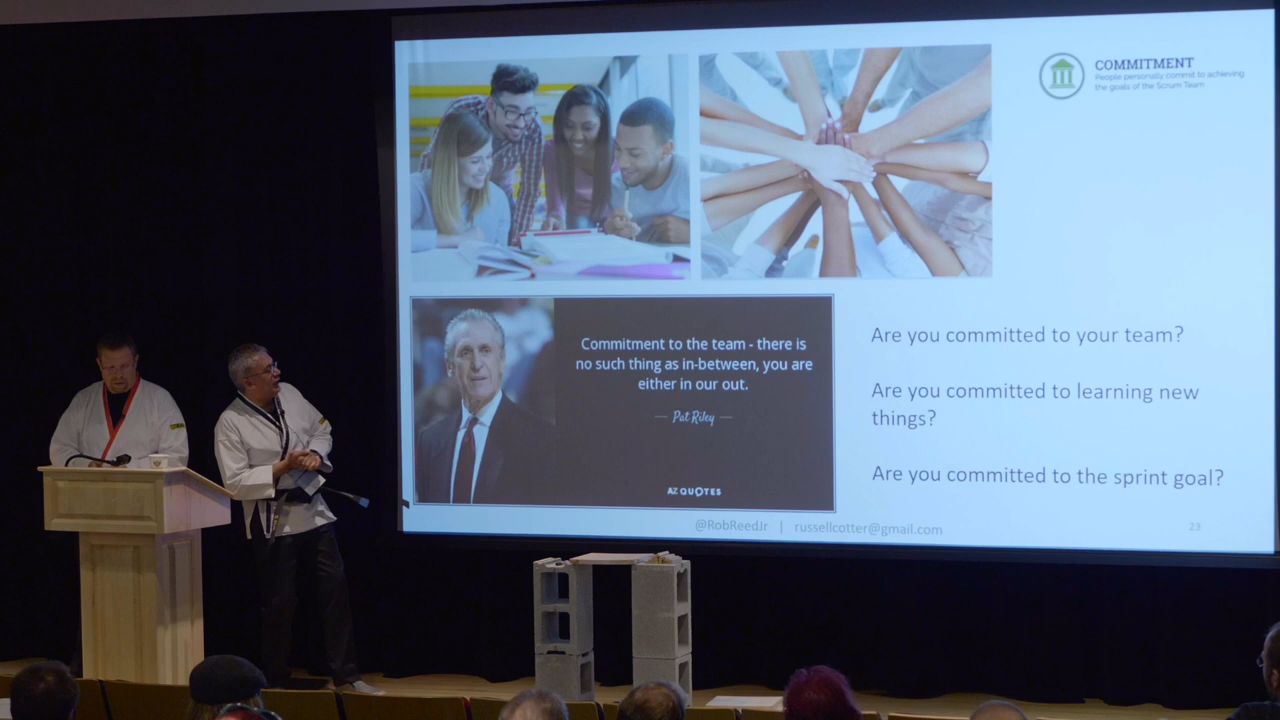 COMMITMENT
People personally commit to achieving
the goals of the Scrum Team
Commitment to the team - there is
no such thing as in-between, you are
either in our out.
— Pat Riley —
AZ QUOTES
Are you committed to your team?
Are you committed to learning new
things?
Are you committed to the sprint goal?
@RobReedJr | russellcotter@gmail.com
23